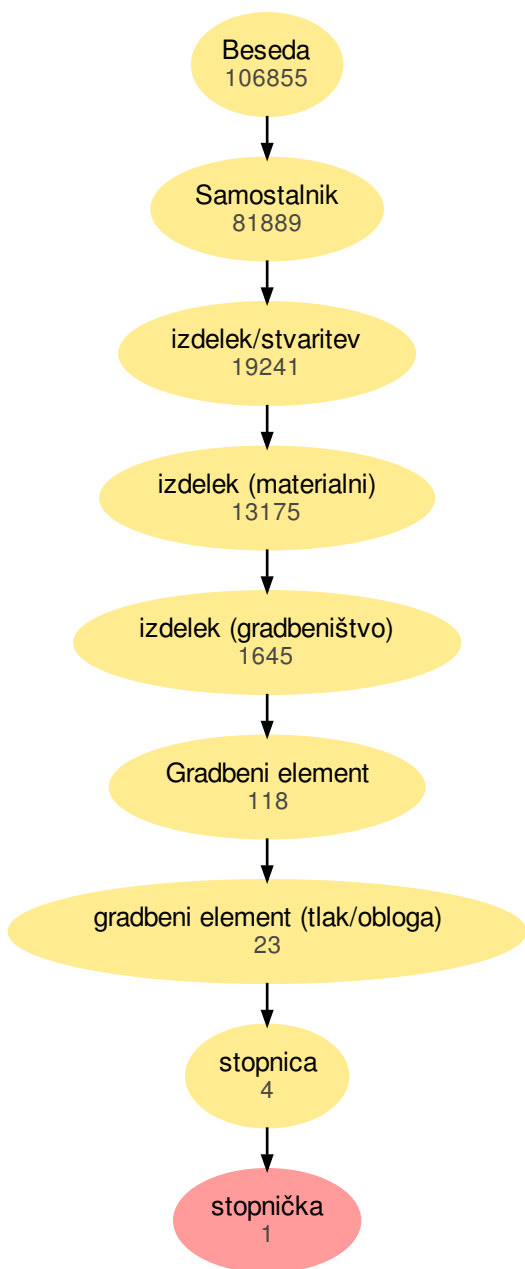 Beseda
106855
Samostalnik
81889
izdelek/stvaritev
19241
izdelek (materialni)
13175
izdelek (gradbeništvo)
1645
Gradbeni element
118
gradbeni element (tlak/obloga)
23
stopnica
4
stopnička
1